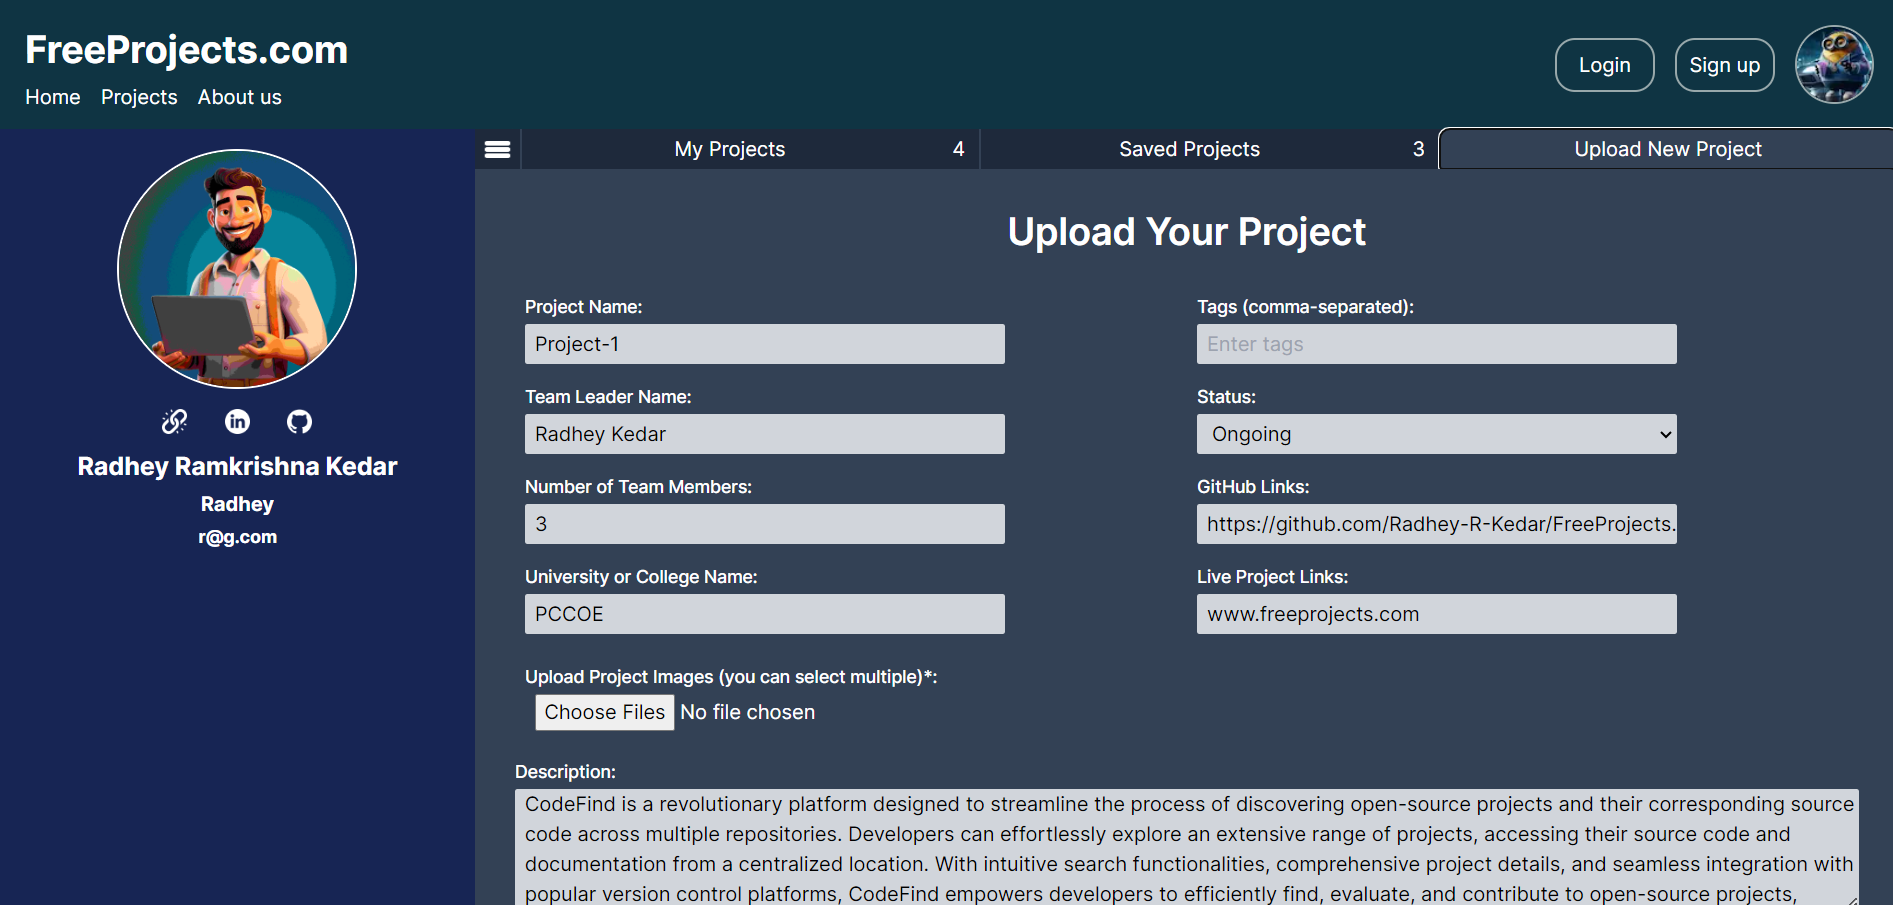 FreeProjects.com
Home Projects About us
Login Sign up
My Projects 4 Saved Projects 3 Upload New Project
Radhey Ramkrishna Kedar
Radhey
r@g.com
Upload Your Project
Project Name:
Project-1
Tags (comma-separated):
Enter tags
Team Leader Name:
Radhey Kedar
Status:
Ongoing
Number of Team Members:
3
GitHub Links:
https://github.com/Radhey-R-Kedar/FreeProjects.
University or College Name:
PCCOE
Live Project Links:
www.freeprojects.com
Upload Project Images (you can select multiple)*:
Choose Files No file chosen
Description:
CodeFind is a revolutionary platform designed to streamline the process of discovering open-source projects and their corresponding source
code across multiple repositories. Developers can effortlessly explore an extensive range of projects, accessing their source code and
documentation from a centralized location. With intuitive search functionalities, comprehensive project details, and seamless integration with
popular version control platforms, CodeFind empowers developers to efficiently find, evaluate, and contribute to open-source projects,